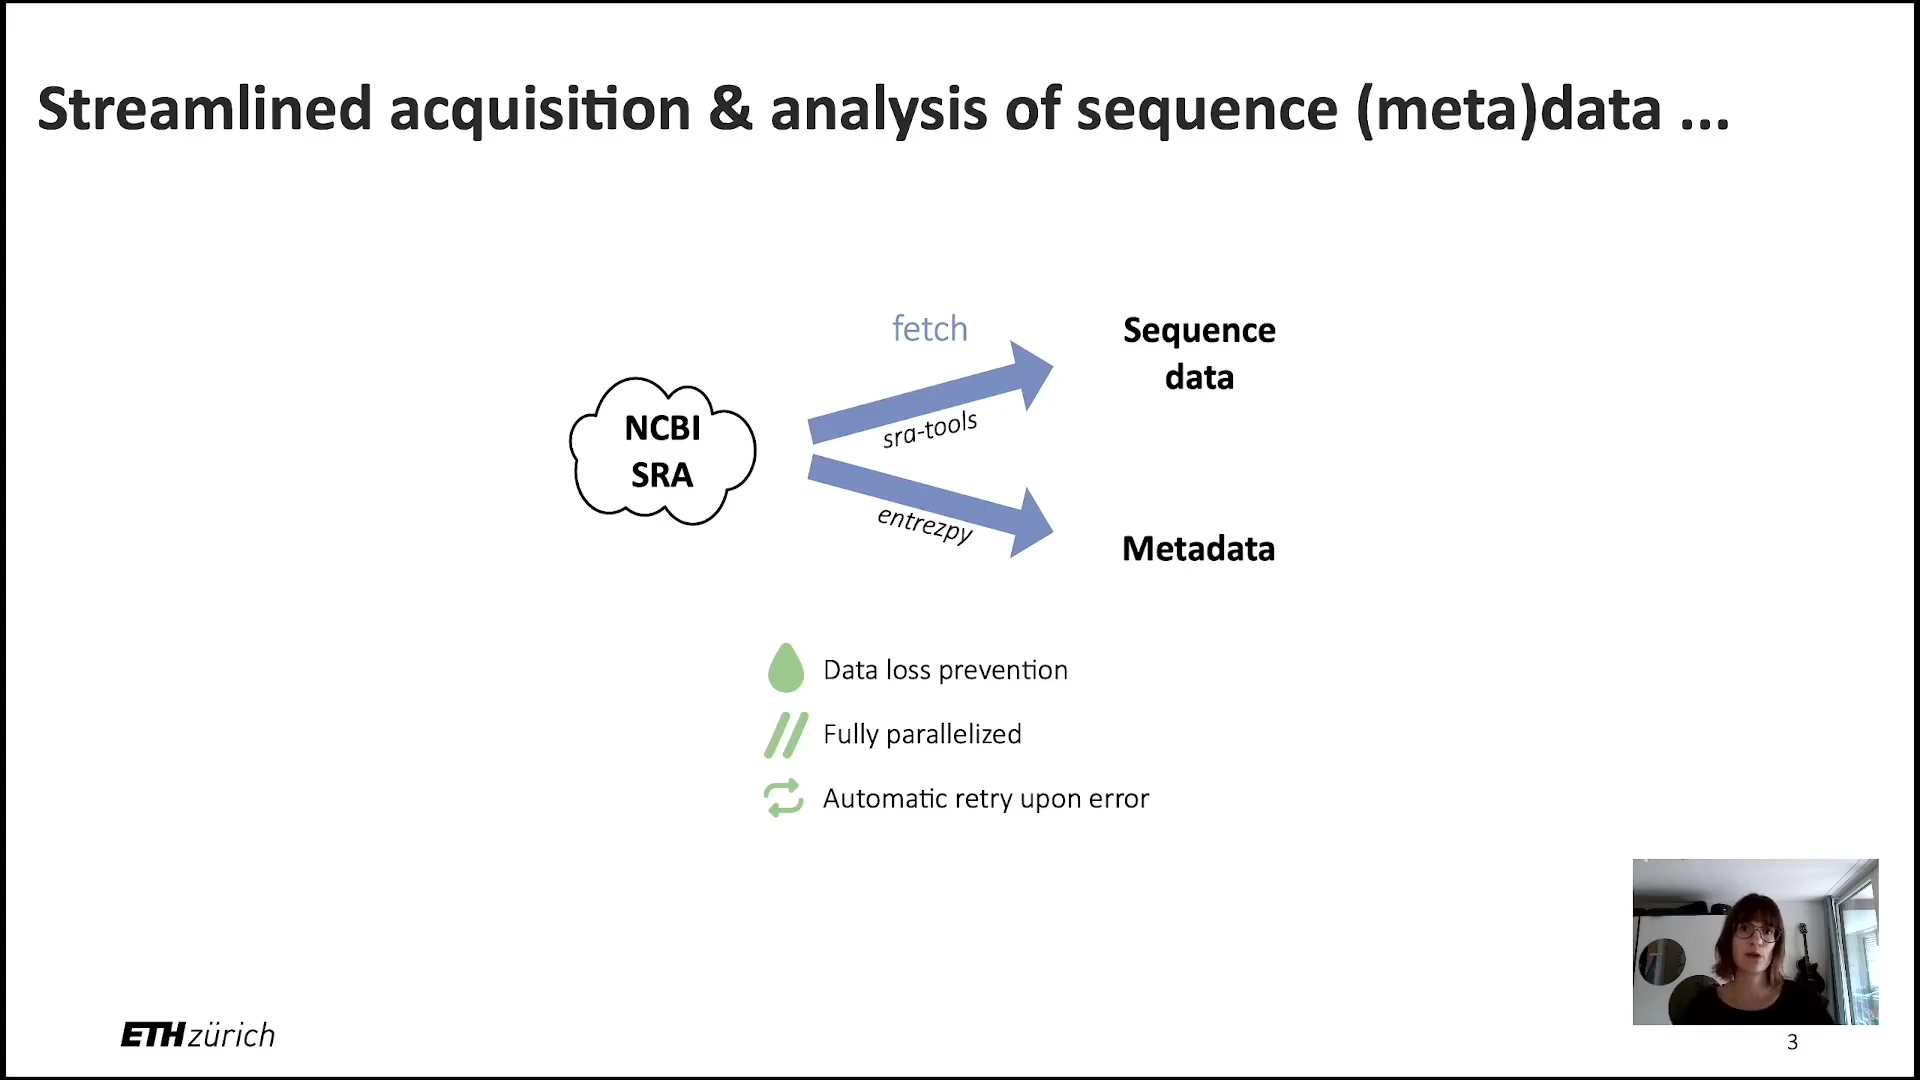 Streamlined acquisition & analysis of sequence (meta)data ...
fetch
Sequence
data
NCBI
SRA
sra-tools
entrezpy
Metadata
Data loss prevention
Fully parallelized
Automatic retry upon error
ETH zürich
3